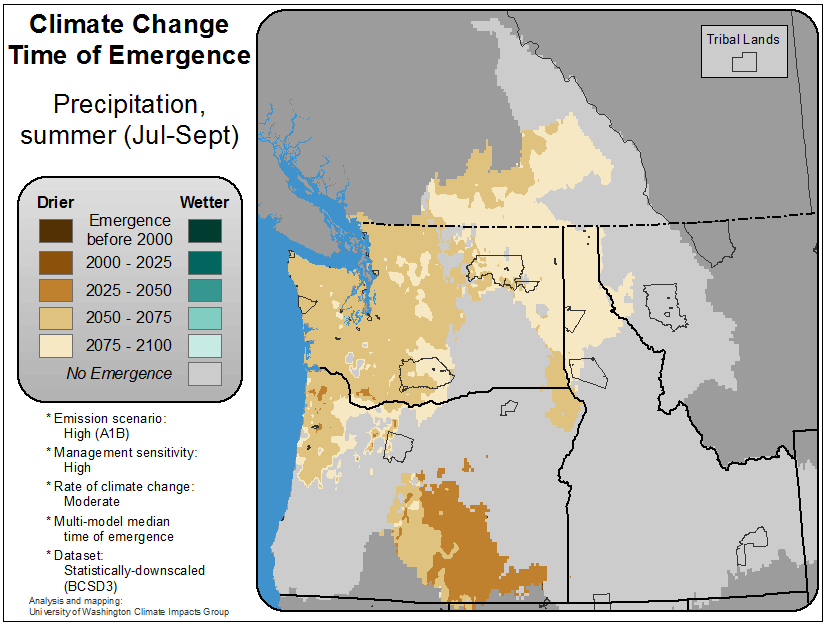 Climate Change
Time of Emergence
Precipitation,
summer (Jul-Sept)
Drier
Wetter
Emergence
before 2000
2000 - 2025
2025 - 2050
2050 - 2075
2075 - 2100
No Emergence
* Emission scenario:
High (A1B)
* Management sensitivity:
High
* Rate of climate change:
Moderate
* Multi-model median
time of emergence
* Dataset:
Statistically-downscaled
(BCSD3)
Analysis and mapping:
University of Washington Climate Impacts Group
Tribal Lands